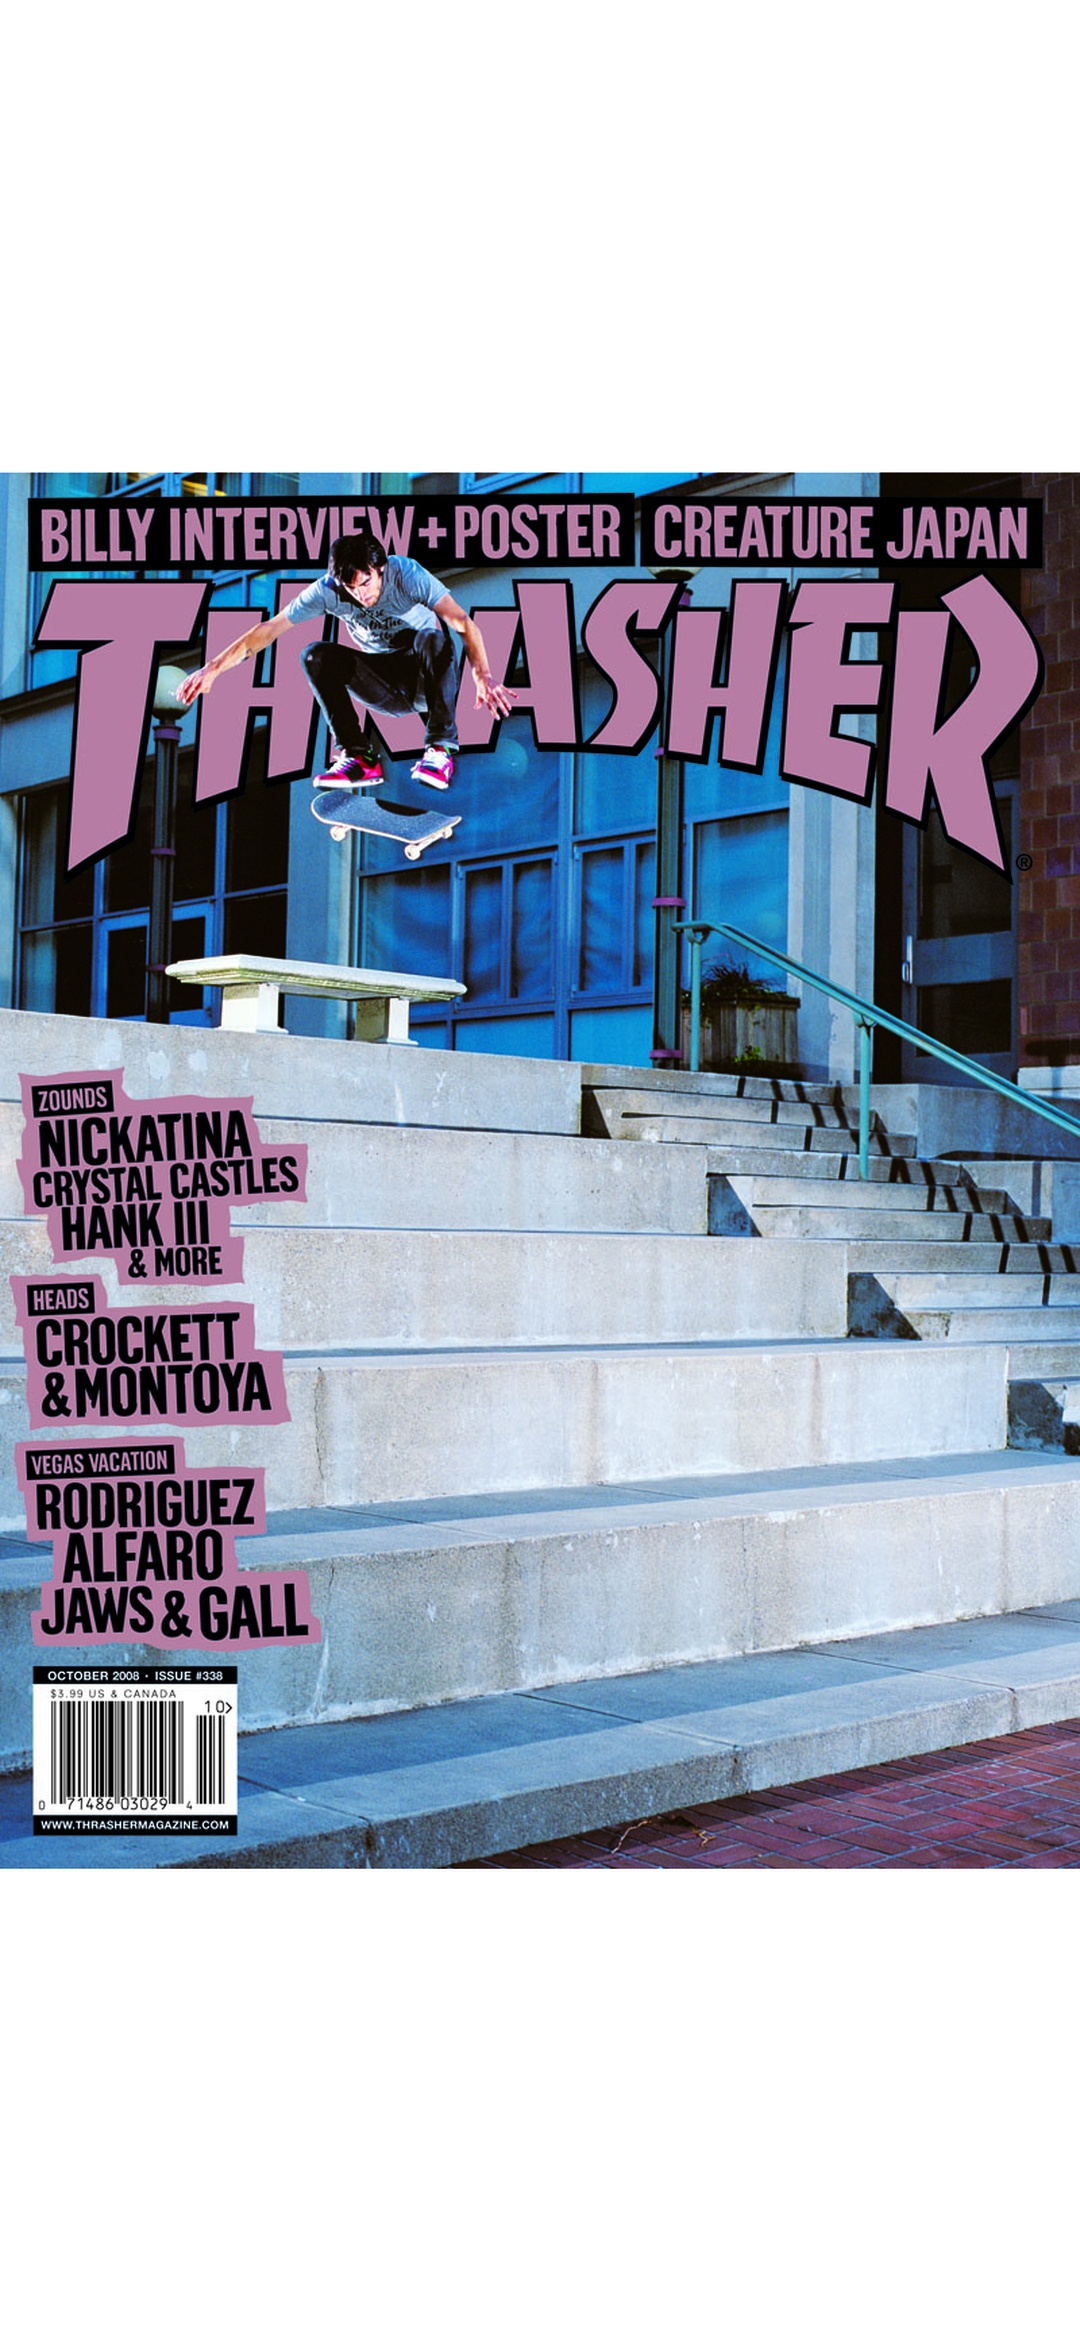 BILLY INTERVIEW + POSTER CREATURE JAPAN
THRASHER
®
ZOUNDS
NICKATINA
CRYSTAL CASTLES
HANK III
& MORE
HEADS
CROCKETT
& MONTOYA
VEGAS VACATION
RODRIGUEZ
ALFARO
JAWS & GALL
OCTOBER 2008 • ISSUE #338
$3.99 US & CANADA
10>
0 71486 03029 4
WWW.THRASHERMAGAZINE.COM